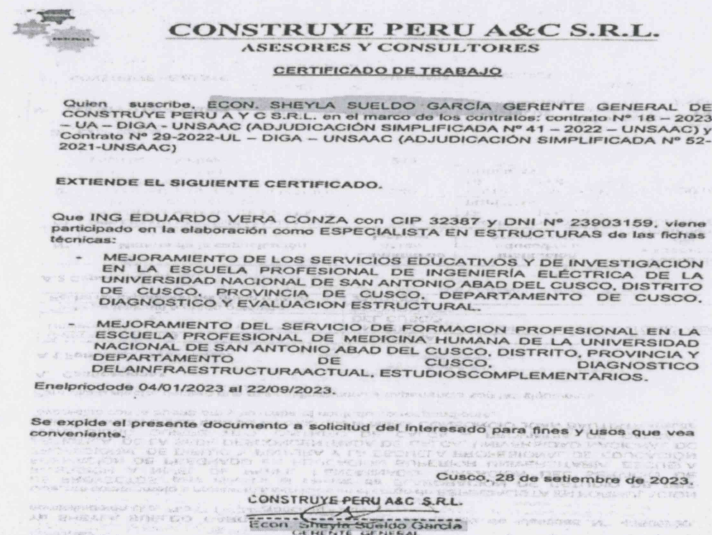 CONSTRUYE PERU A&C S.R.L.
ASESORES Y CONSULTORES
CERTIFICADO DE TRABAJO
Quien suscribe, ECON. SHEYLA SUELDO GARCÍA GERENTE GENERAL DE
CONSTRUYE PERU A Y C S.R.L. en el marco de los contratos: contrato Nº 18 – 2023
– UA – DIGA - UNSAAC (ADJUDICACIÓN SIMPLIFICADA Nº 41 – 2022 – UNSAAC) y
Contrato Nº 29-2022-UL – DIGA – UNSAAC (ADJUDICACIÓN SIMPLIFICADA Nº 52-
2021-UNSAAC)
EXTIENDE EL SIGUIENTE CERTIFICADO.
Que ING EDUARDO VERA CONZA con CIP 32387 y DNI Nº 23903159, viene
participado en la elaboración como ESPECIALISTA EN ESTRUCTURAS de las fichas
técnicas:
- MEJORAMIENTO DE LOS SERVICIOS EDUCATIVOS Y DE INVESTIGACIÓN
EN LA ESCUELA PROFESIONAL DE INGENIERÍA ELÉCTRICA DE LA
UNIVERSIDAD NACIONAL DE SAN ANTONIO ABAD DEL CUSCO, DISTRITO
DE CUSCO, PROVINCIA DE CUSCO, DEPARTAMENTO DE CUSCO.
DIAGNOSTICO Y EVALUACION ESTRUCTURAL.
- MEJORAMIENTO DEL SERVICIO DE FORMACION PROFESIONAL EN LA
ESCUELA PROFESIONAL DE MEDICINA HUMANA DE LA UNIVERSIDAD
NACIONAL DE SAN ANTONIO ABAD DEL CUSCO, DISTRITO, PROVINCIA Y
DEPARTAMENTO DE CUSCO, DIAGNOSTICO
DELAINFRAESTRUCTURAACTUAL, ESTUDIOSCOMPLEMENTARIOS.
Enelpriodode 04/01/2023 al 22/09/2023.
Se expide el presente documento a solicitud del interesado para fines y usos que vea
conveniente.
Cusco, 28 de setiembre de 2023.
CONSTRUYE PERU A&C S.R.L.
Econ. Sheyla Sueldo García
GERENTE GENERAL